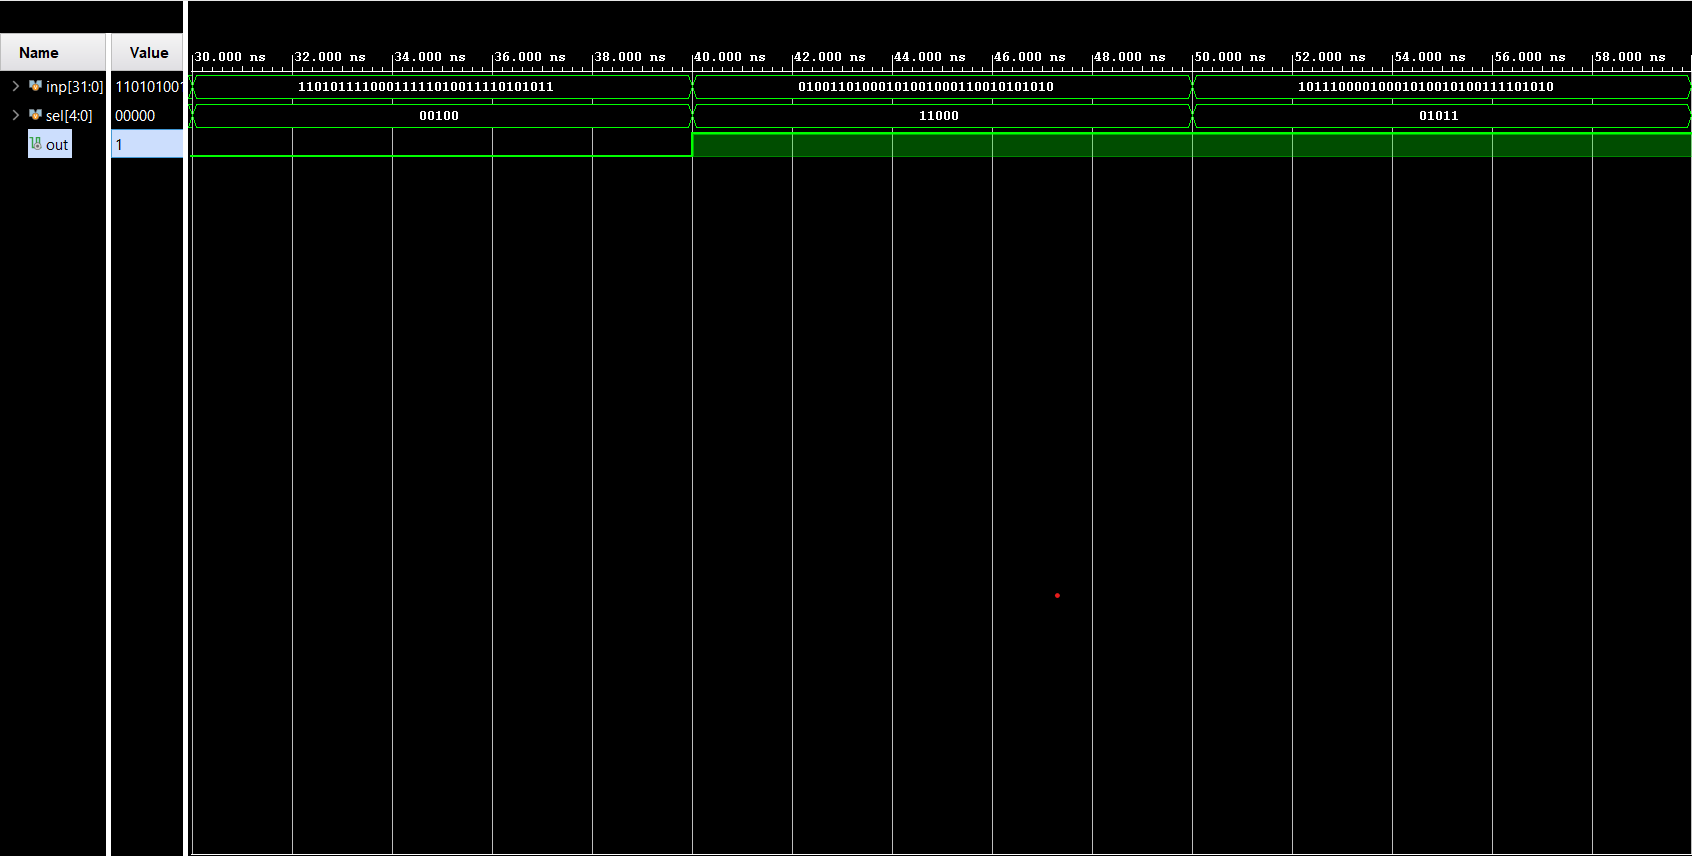 Name Value
30.000 ns 32.000 ns 34.000 ns 36.000 ns 38.000 ns 40.000 ns 42.000 ns 44.000 ns 46.000 ns 48.000 ns 50.000 ns 52.000 ns 54.000 ns 56.000 ns 58.000 ns
inp[31:0] 11010111100011111010011110101011 01001101000101001000110010101010 10111000010001010010100111101010
sel[4:0] 00000 00100 11000 01011
out 1